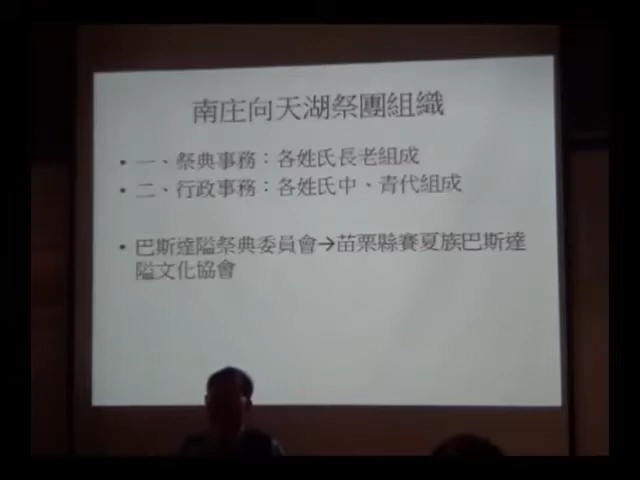 南庄向天湖祭團組織
• 一、祭典事務：各姓氏長老組成
• 二、行政事務：各姓氏中、青代組成
• 巴斯達隘祭典委員會→苗栗縣賽夏族巴斯達
隘文化協會